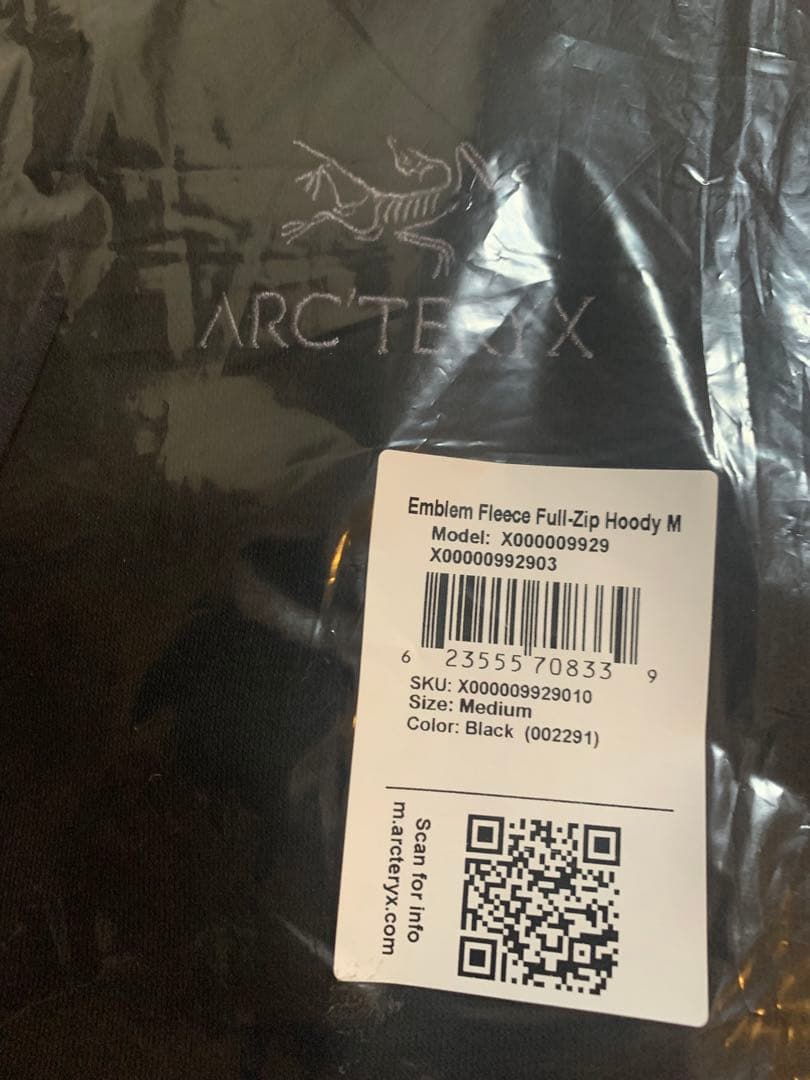 ARC'TERYX
Emblem Fleece Full-Zip Hoody M
Model: X000009929
X00000992903
6 23555 70833 9
SKU: X000009929010
Size: Medium
Color: Black (002291)
Scan for info
m.arcteryx.com